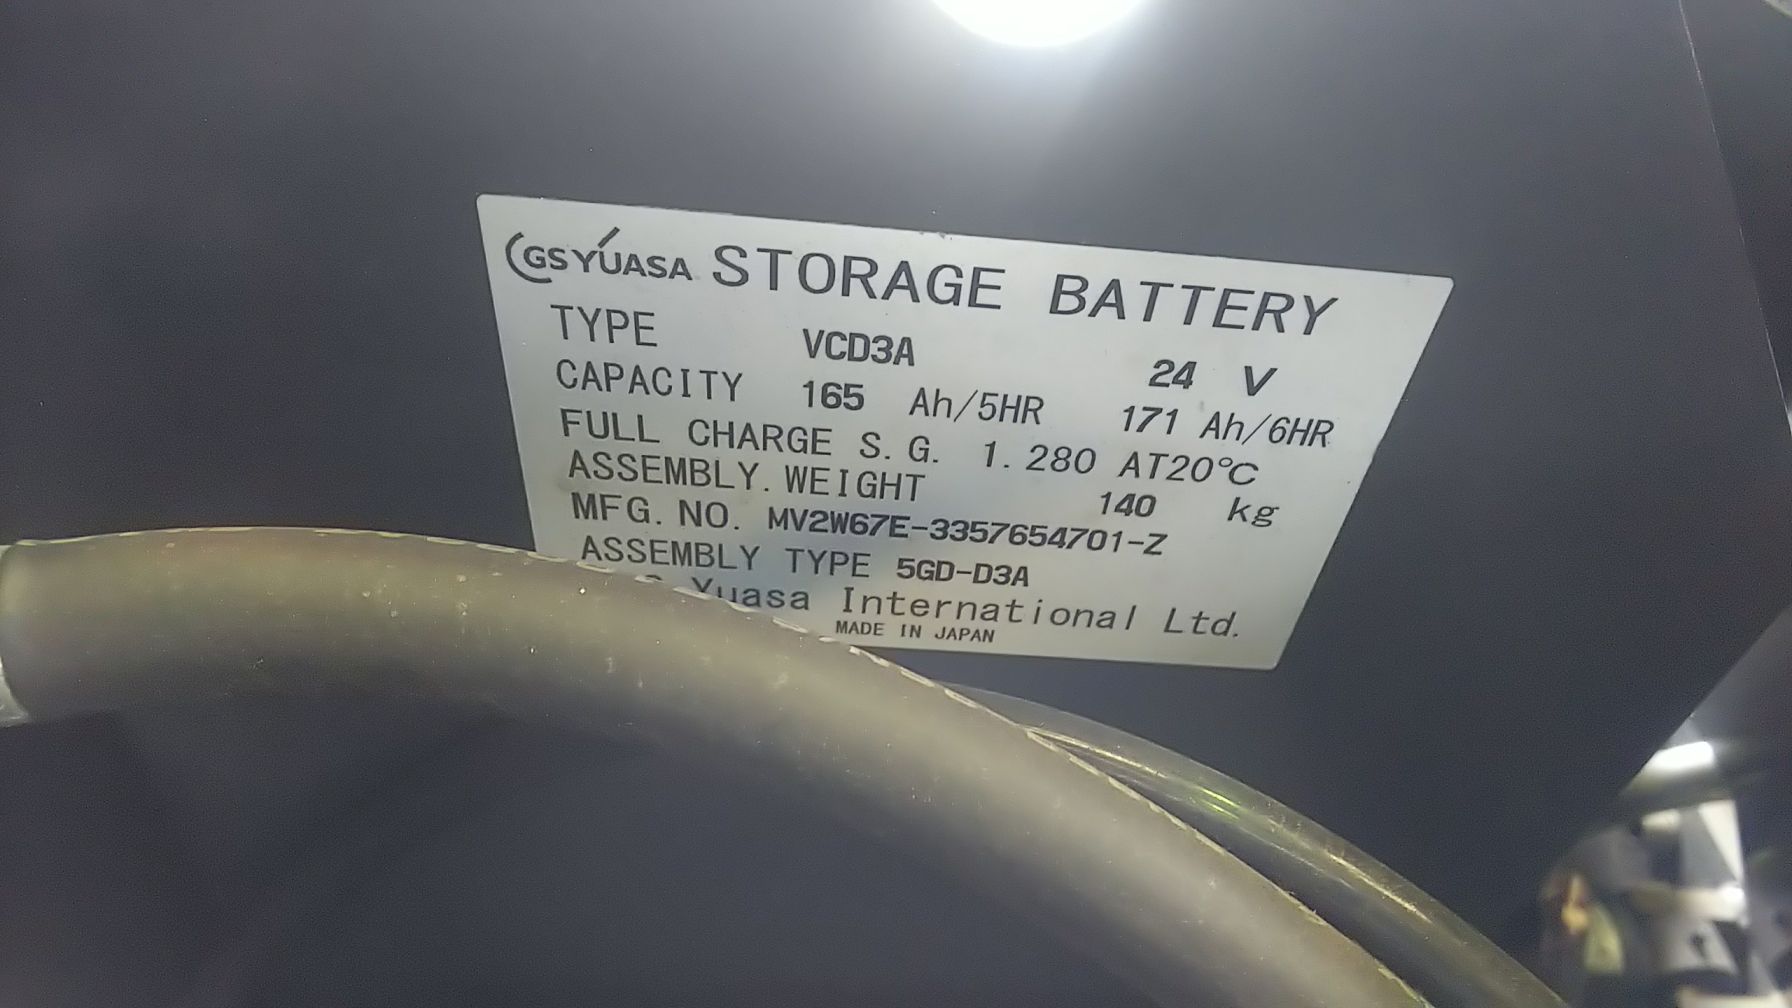 GS YUASA STORAGE BATTERY
TYPE VCD3A 24 V
CAPACITY 165 Ah/5HR 171 Ah/6HR
FULL CHARGE S.G. 1.280 AT20°C
ASSEMBLY.WEIGHT 140 kg
MFG.NO. MV2W67E-3357654701-Z
ASSEMBLY TYPE 5GD-D3A
Yuasa International Ltd.
MADE IN JAPAN